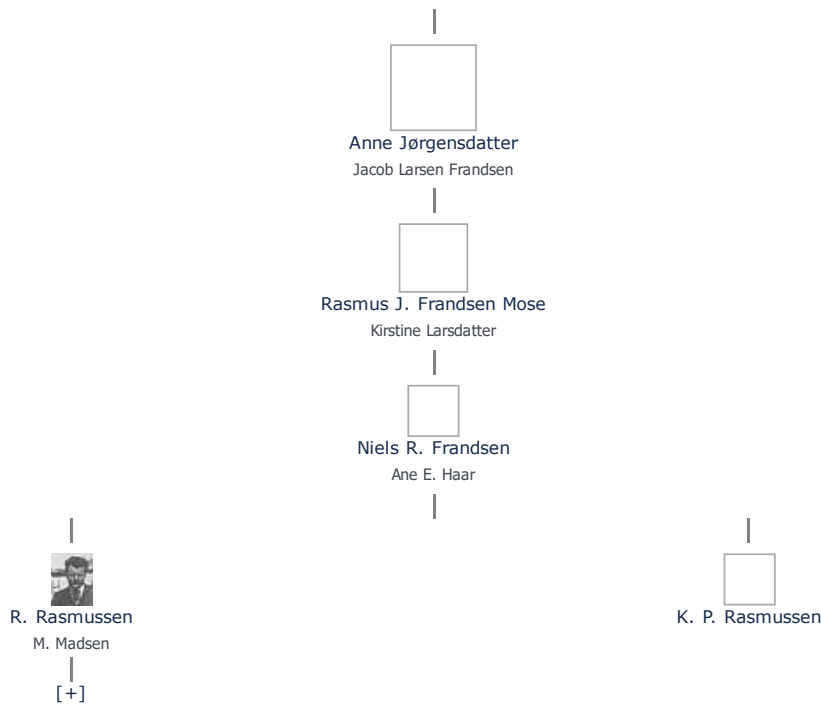 Anne Jørgensdatter
Jacob Larsen Frandsen
Rasmus J. Frandsen Mose
Kirstine Larsdatter
Niels R. Frandsen
Ane E. Haar
R. Rasmussen
M. Madsen
[+]
K. P. Rasmussen